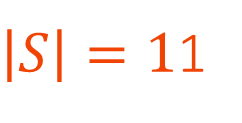 |S| = 11